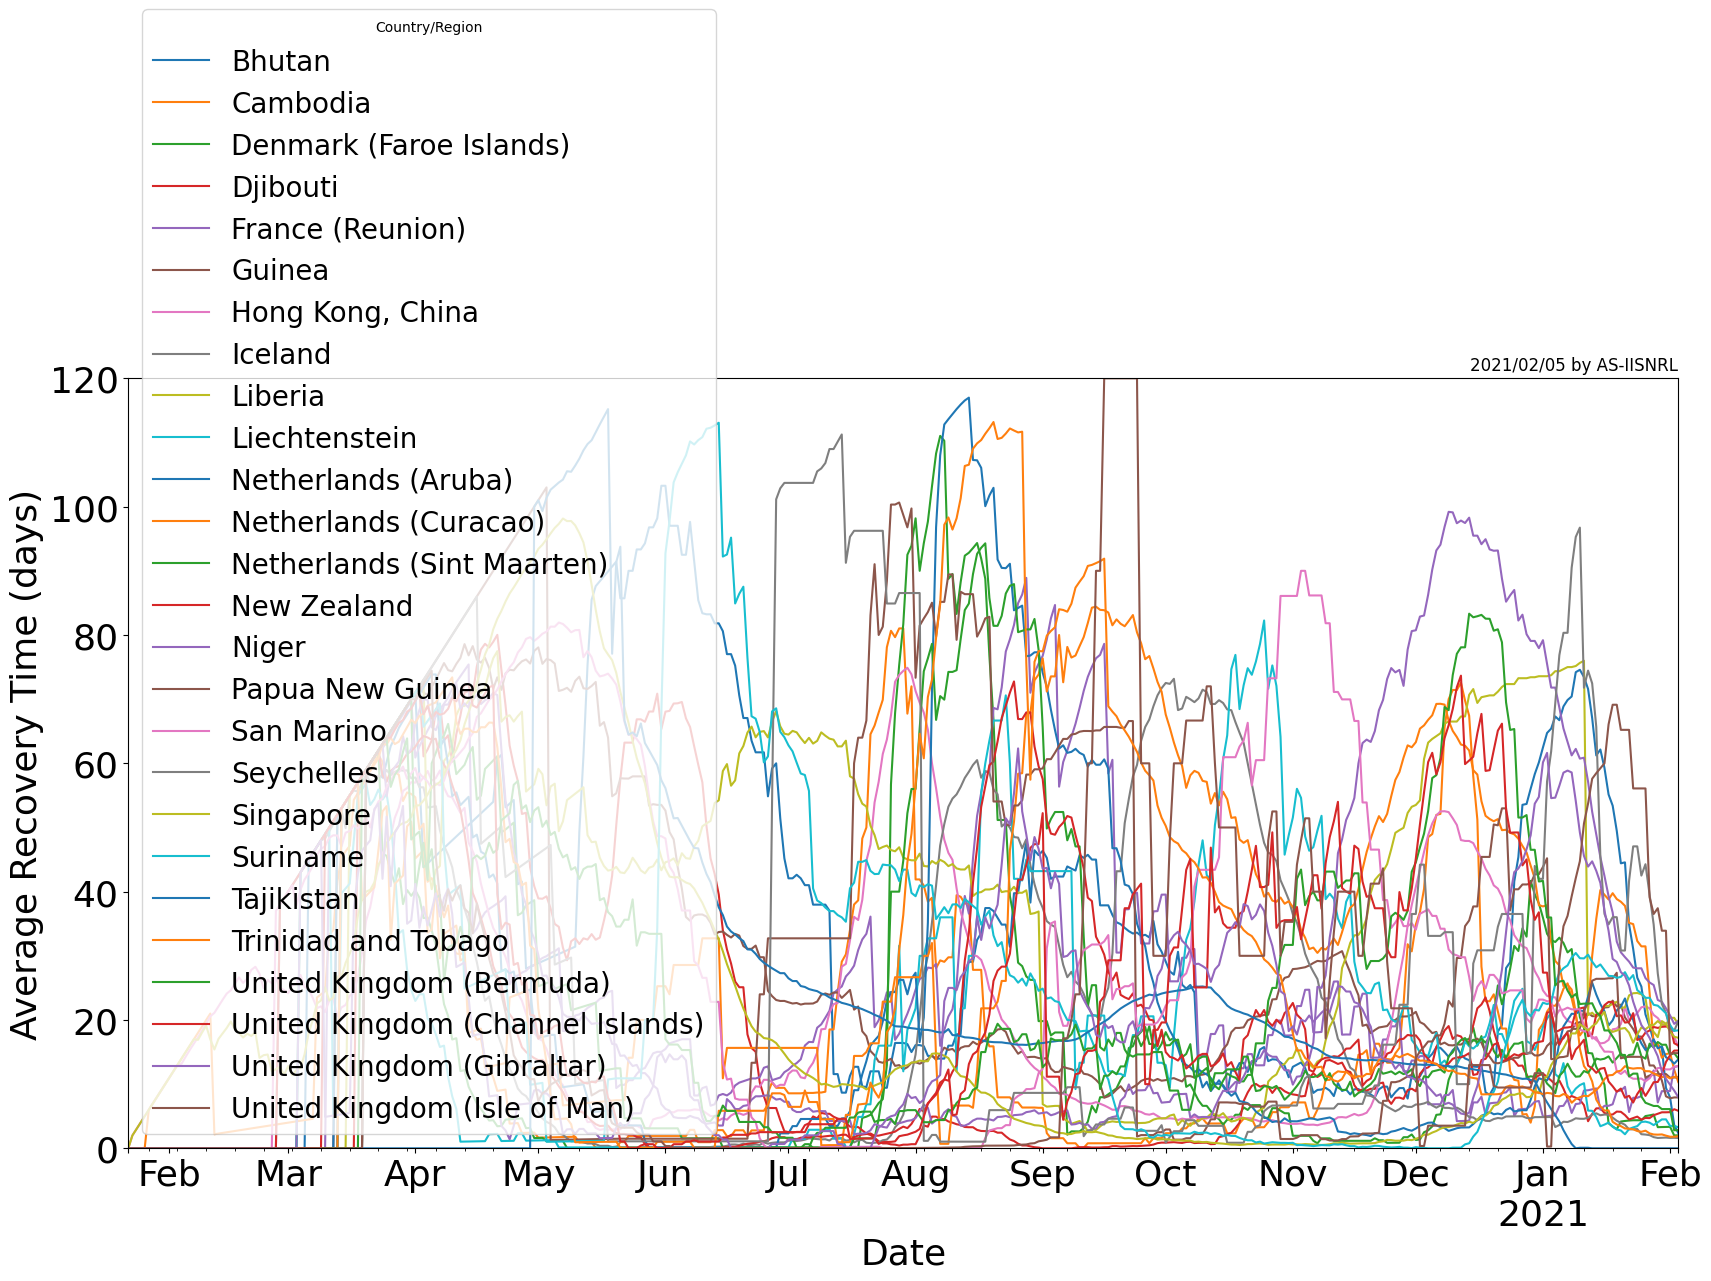 Country/Region
Bhutan
Cambodia
Denmark (Faroe Islands)
Djibouti
France (Reunion)
Guinea
Hong Kong, China
Iceland
Liberia
Liechtenstein
Netherlands (Aruba)
Netherlands (Curacao)
Netherlands (Sint Maarten)
New Zealand
Niger
Papua New Guinea
San Marino
Seychelles
Singapore
Suriname
Tajikistan
Trinidad and Tobago
United Kingdom (Bermuda)
United Kingdom (Channel Islands)
United Kingdom (Gibraltar)
United Kingdom (Isle of Man)
2021/02/05 by AS-IISNRL
Average Recovery Time (days)
120
100
80
60
40
20
0
Feb Mar Apr May Jun Jul Aug Sep Oct Nov Dec Jan Feb
2021
Date